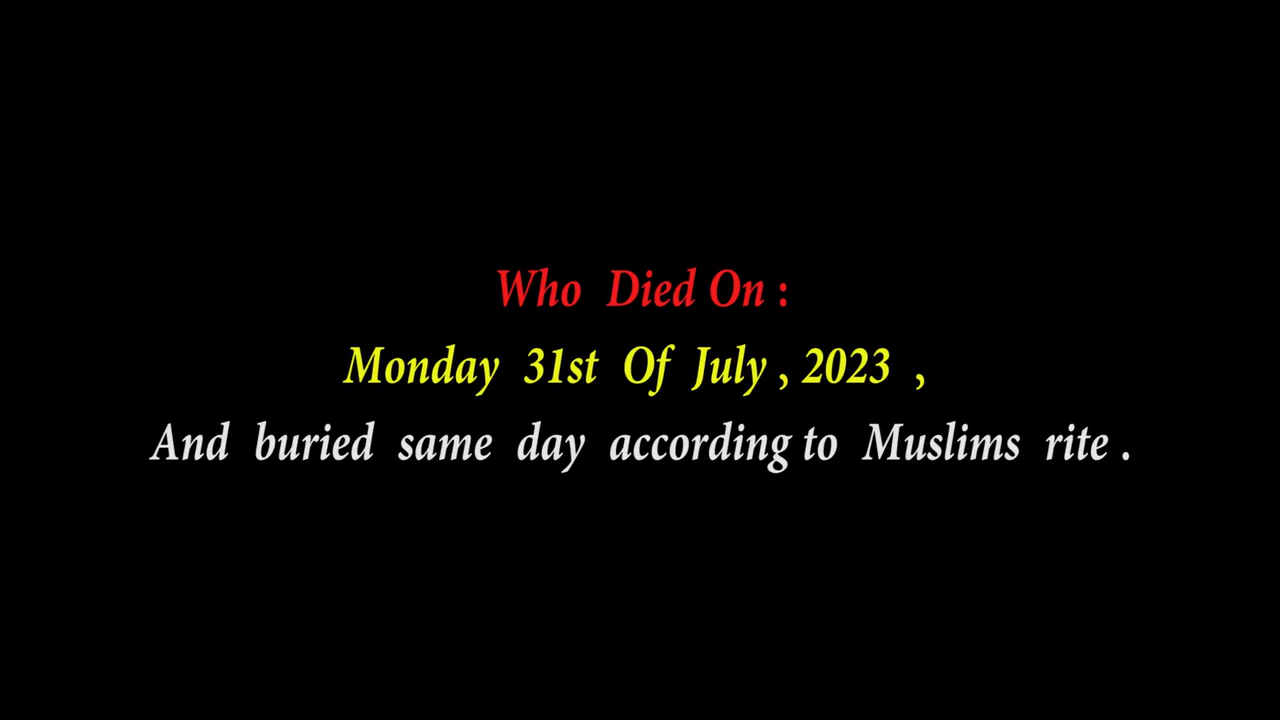 Who Died On :
Monday 31st Of July , 2023 ,
And buried same day according to Muslims rite .